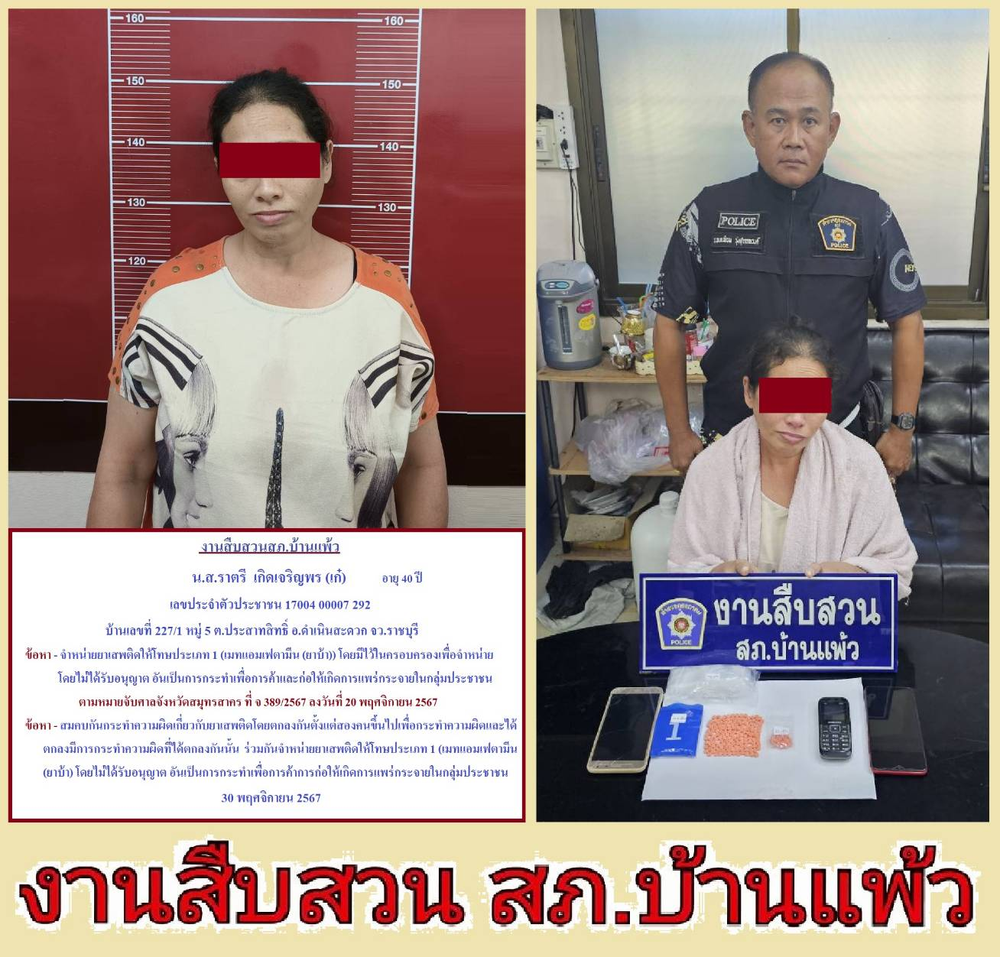 160
160
150
150
140
140
130
130
120
งานสืบสวนสภ.บ้านแพ้ว
น.ส.ราตรี เกิดเจริญพร (เก๋) อายุ 40 ปี
เลขประจำตัวประชาชน 17004 00007 292
บ้านเลขที่ 227/1 หมู่ 5 ต.ประสาทสิทธิ์ อ.ดำเนินสะดวก จว.ราชบุรี
ข้อหา - จำหน่ายยาเสพติดให้โทษประเภท 1 (เมทแอมเฟตามีน (ยาบ้า)) โดยมีไว้ในครอบครองเพื่อจำหน่าย
โดยไม่ได้รับอนุญาต อันเป็นการกระทำเพื่อการค้าและก่อให้เกิดการแพร่กระจายในกลุ่มประชาชน
ตามหมายจับศาลจังหวัดสมุทรสาคร ที่ จ 389/2567 ลงวันที่ 20 พฤศจิกายน 2567
ข้อหา - สมคบกันกระทำความผิดเกี่ยวกับยาเสพติดโดยตกลงกันตั้งแต่สองคนขึ้นไปเพื่อกระทำความผิดและได้
ตกลงมีการกระทำความผิดที่ได้ตกลงกันนั้น ร่วมกันจำหน่ายยาเสพติดให้โทษประเภท 1 (เมทแอมเฟตามีน
(ยาบ้า) โดยไม่ได้รับอนุญาต อันเป็นการกระทำเพื่อการค้าการก่อให้เกิดการแพร่กระจายในกลุ่มประชาชน
30 พฤศจิกายน 2567
POLICE
POLICE
งานสืบสวน
สภ.บ้านแพ้ว
POLICE
1
งานสืบสวน สภ.บ้านแพ้ว